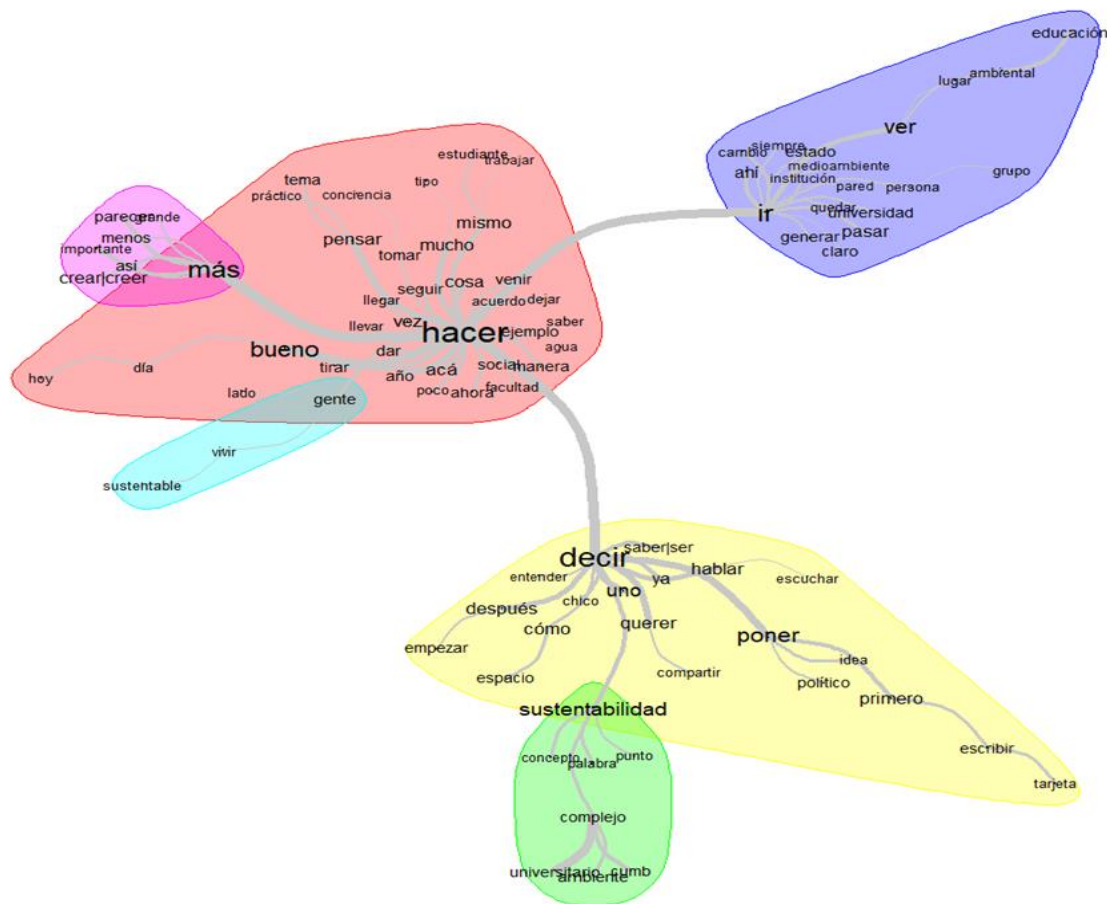 educación
ambiental
lugar
ver
siempre
cambio
estado
medioambiente
ahí
institución
grupo
pared
persona
ir
quedar
universidad
generar
pasar
claro
estudiante
trabajar
tema
tipo
práctico
conciencia
mismo
pensar
mucho
tomar
cosa
venir
seguir
llegar
acuerdo
dejar
vez
llevar
hacer
ejemplo
saber
agua
bueno
dar
tirar
año
acá
social
manera
poco
ahora
facultad
hoy
día
lado
parecer
grande
menos
importante
así
más
crear|creer
gente
vivir
sustentable
decir
saber|ser
entender
uno
ya
hablar
escuchar
chico
después
cómo
querer
poner
empezar
espacio
compartir
idea
político
primero
escribir
tarjeta
sustentabilidad
concepto
palabra
punto
complejo
universitario
ambiente
cumb